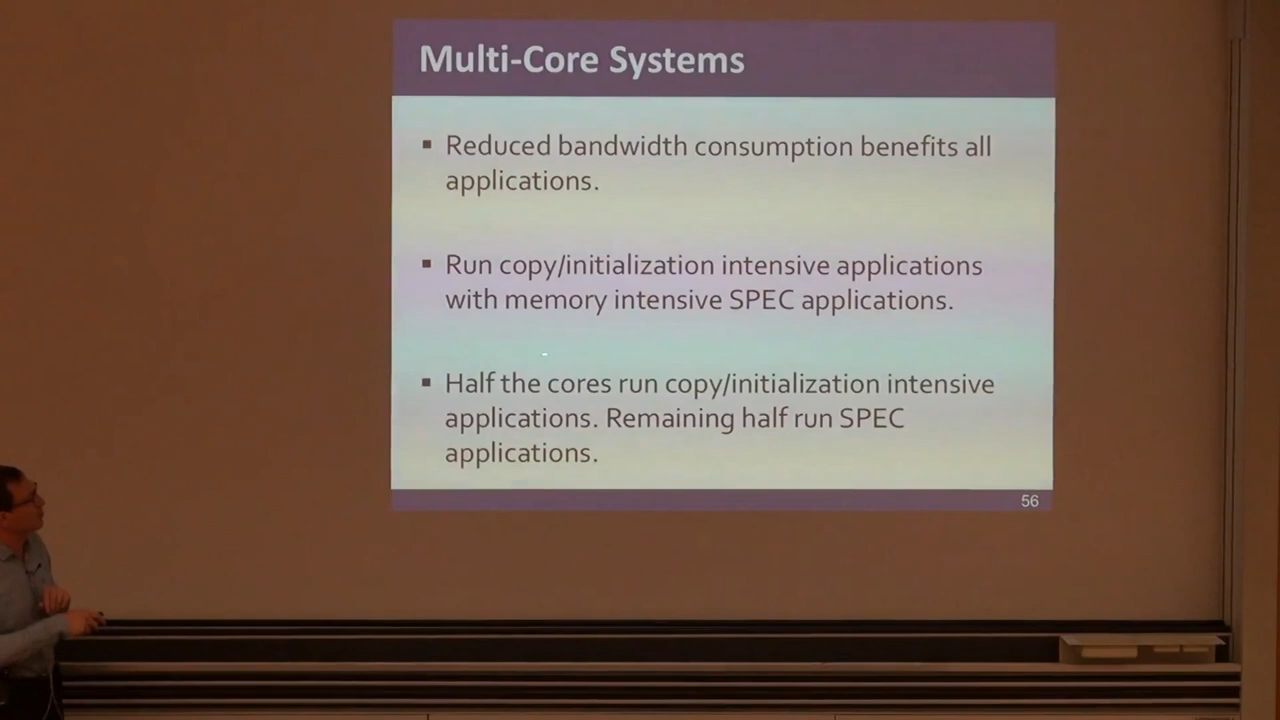 Multi-Core Systems
▪ Reduced bandwidth consumption benefits all
applications.
▪ Run copy/initialization intensive applications
with memory intensive SPEC applications.
▪ Half the cores run copy/initialization intensive
applications. Remaining half run SPEC
applications.
56